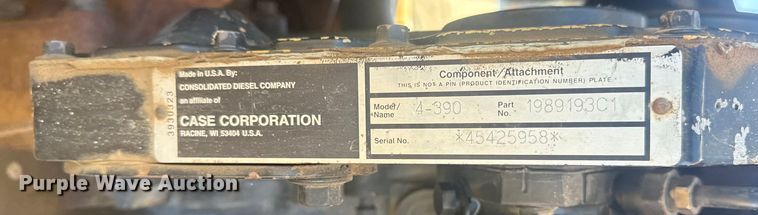 3930323
Made in U.S.A. By:
CONSOLIDATED DIESEL COMPANY
an affiliate of
CASE CORPORATION
RACINE, WI 53404 U.S.A.
Component/Attachment
THIS IS NOT A PIN (PRODUCT IDENTIFICATION NUMBER) PLATE
Model/Name 4-390 Part No. 1989193C1
Serial No. *45425958*
Purple Wave Auction